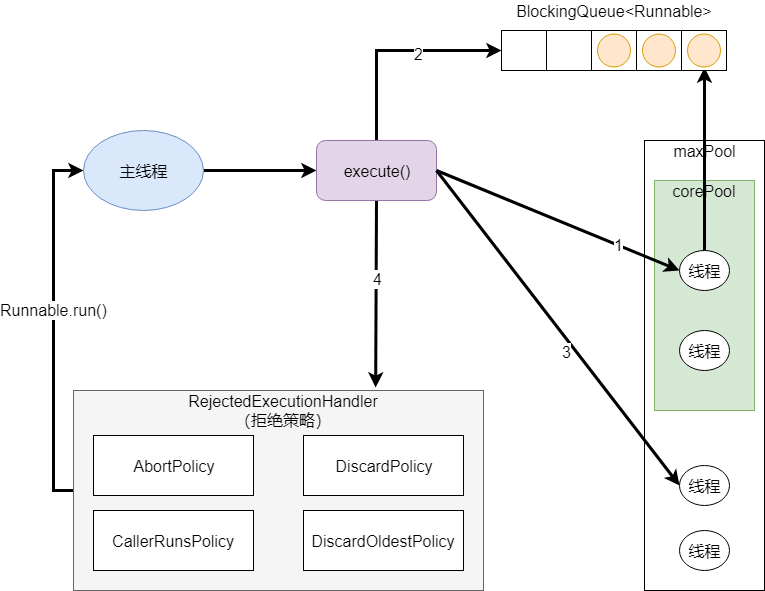 BlockingQueue<Runnable>
2
maxPool
corePool
主线程
execute()
1
线程
4
Runnable.run()
3
线程
RejectedExecutionHandler
（拒绝策略）
AbortPolicy
DiscardPolicy
线程
CallerRunsPolicy
DiscardOldestPolicy
线程